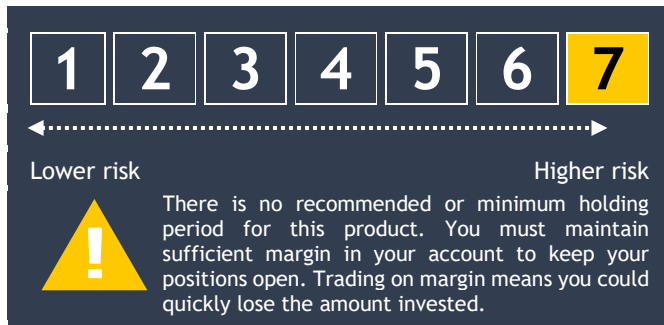 1 2 3 4 5 6 7
Lower risk Higher risk
!
There is no recommended or minimum holding
period for this product. You must maintain
sufficient margin in your account to keep your
positions open. Trading on margin means you could
quickly lose the amount invested.